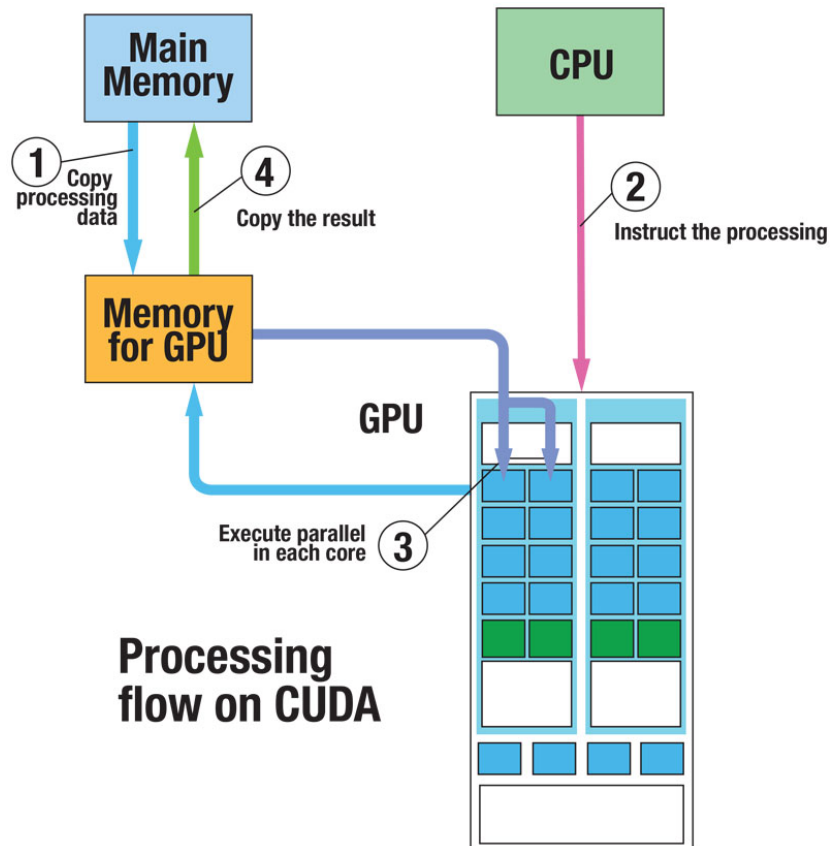 Main
Memory
CPU
1
Copy
processing
data
4
Copy the result
2
Instruct the processing
Memory
for GPU
GPU
Execute parallel
in each core
3
Processing
flow on CUDA